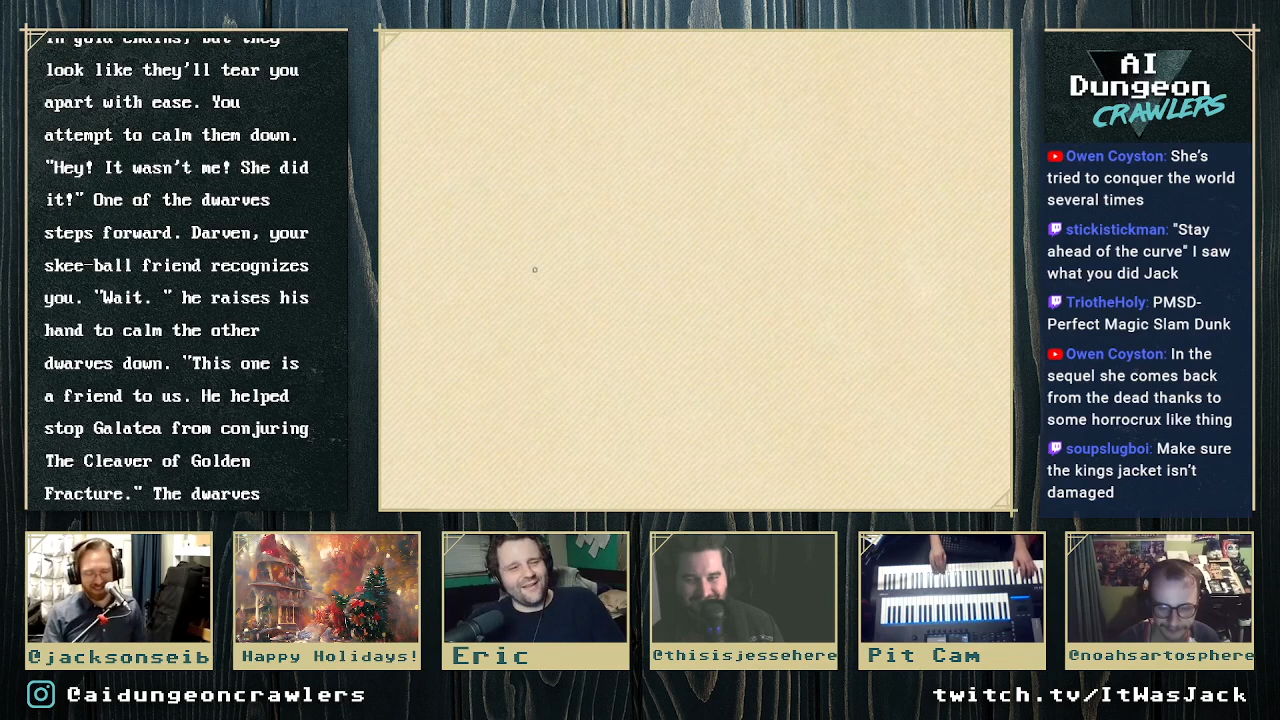 in gold chains, but they
look like they'll tear you
apart with ease. You
attempt to calm them down.
"Hey! It wasn't me! She did
it!" One of the dwarves
steps forward. Darven, your
skee-ball friend recognizes
you. "Wait. " he raises his
hand to calm the other
dwarves down. "This one is
a friend to us. He helped
stop Galatea from conjuring
The Cleaver of Golden
Fracture." The dwarves
AI
Dungeon
CRAWLERS
Owen Coyston: She's
tried to conquer the world
several times
stickistickman: "Stay
ahead of the curve" I saw
what you did Jack
TriotheHoly: PMSD-
Perfect Magic Slam Dunk
Owen Coyston: In the
sequel she comes back
from the dead thanks to
some horrocrux like thing
soupslugboi: Make sure
the kings jacket isn't
damaged
@jacksonseib
Happy Holidays!
Eric
@thisisjessehere
Pit Cam
@noahsartosphere
@aidungeoncrawlers
twitch.tv/ItWasJack